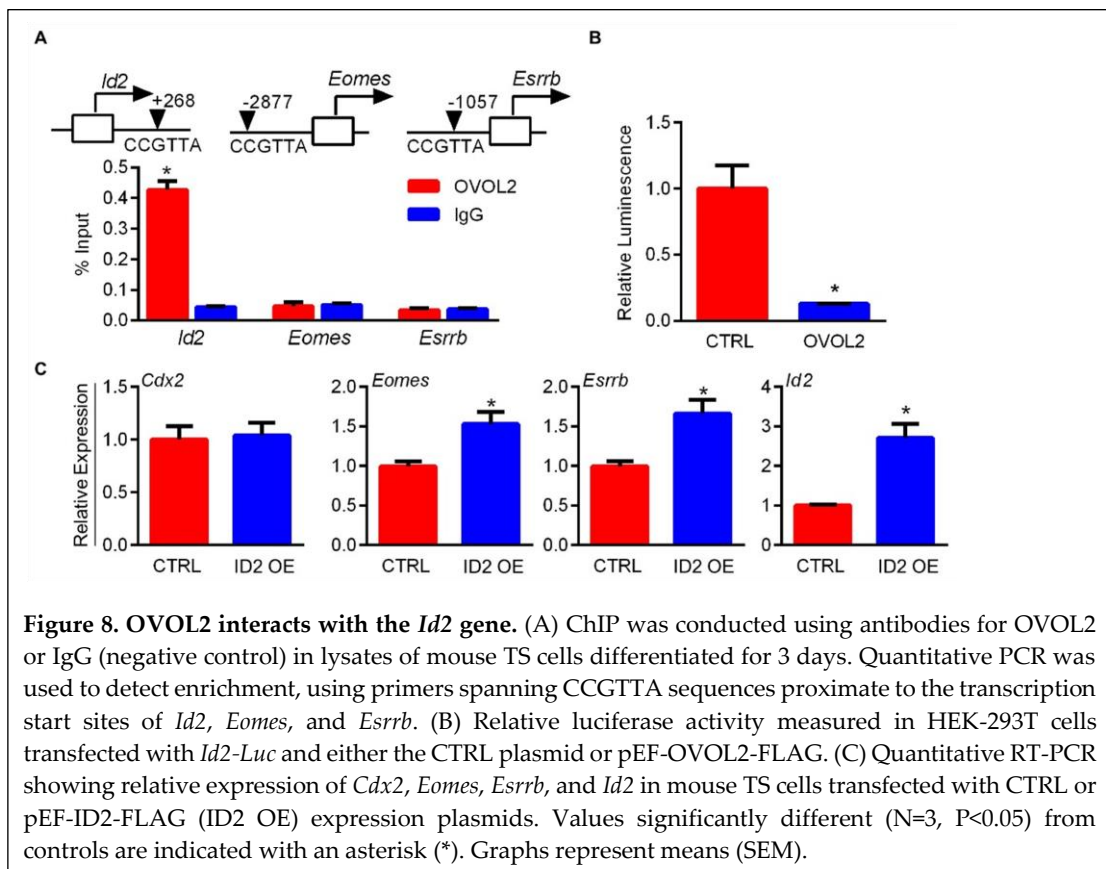 A
Id2
+268
CCGTTA
-2877
Eomes
CCGTTA
-1057
Esrrb
CCGTTA
% Input
0.5
0.4
0.3
0.2
0.1
0.0
*
OVOL2
IgG
Id2 Eomes Esrrb
B
Relative Luminescence
1.5
1.0
0.5
0.0
*
CTRL OVOL2
C
Relative Expression
Cdx2
1.5
1.0
0.5
0.0
CTRL ID2 OE
Eomes
2.0
1.5
1.0
0.5
0.0
*
CTRL ID2 OE
Esrrb
2.0
1.5
1.0
0.5
0.0
*
CTRL ID2 OE
Id2
4
3
2
1
0
*
CTRL ID2 OE
Figure 8. OVOL2 interacts with the Id2 gene. (A) ChIP was conducted using antibodies for OVOL2
or IgG (negative control) in lysates of mouse TS cells differentiated for 3 days. Quantitative PCR was
used to detect enrichment, using primers spanning CCGTTA sequences proximate to the transcription
start sites of Id2, Eomes, and Esrrb. (B) Relative luciferase activity measured in HEK-293T cells
transfected with Id2-Luc and either the CTRL plasmid or pEF-OVOL2-FLAG. (C) Quantitative RT-PCR
showing relative expression of Cdx2, Eomes, Esrrb, and Id2 in mouse TS cells transfected with CTRL or
pEF-ID2-FLAG (ID2 OE) expression plasmids. Values significantly different (N=3, P<0.05) from
controls are indicated with an asterisk (*). Graphs represent means (SEM).